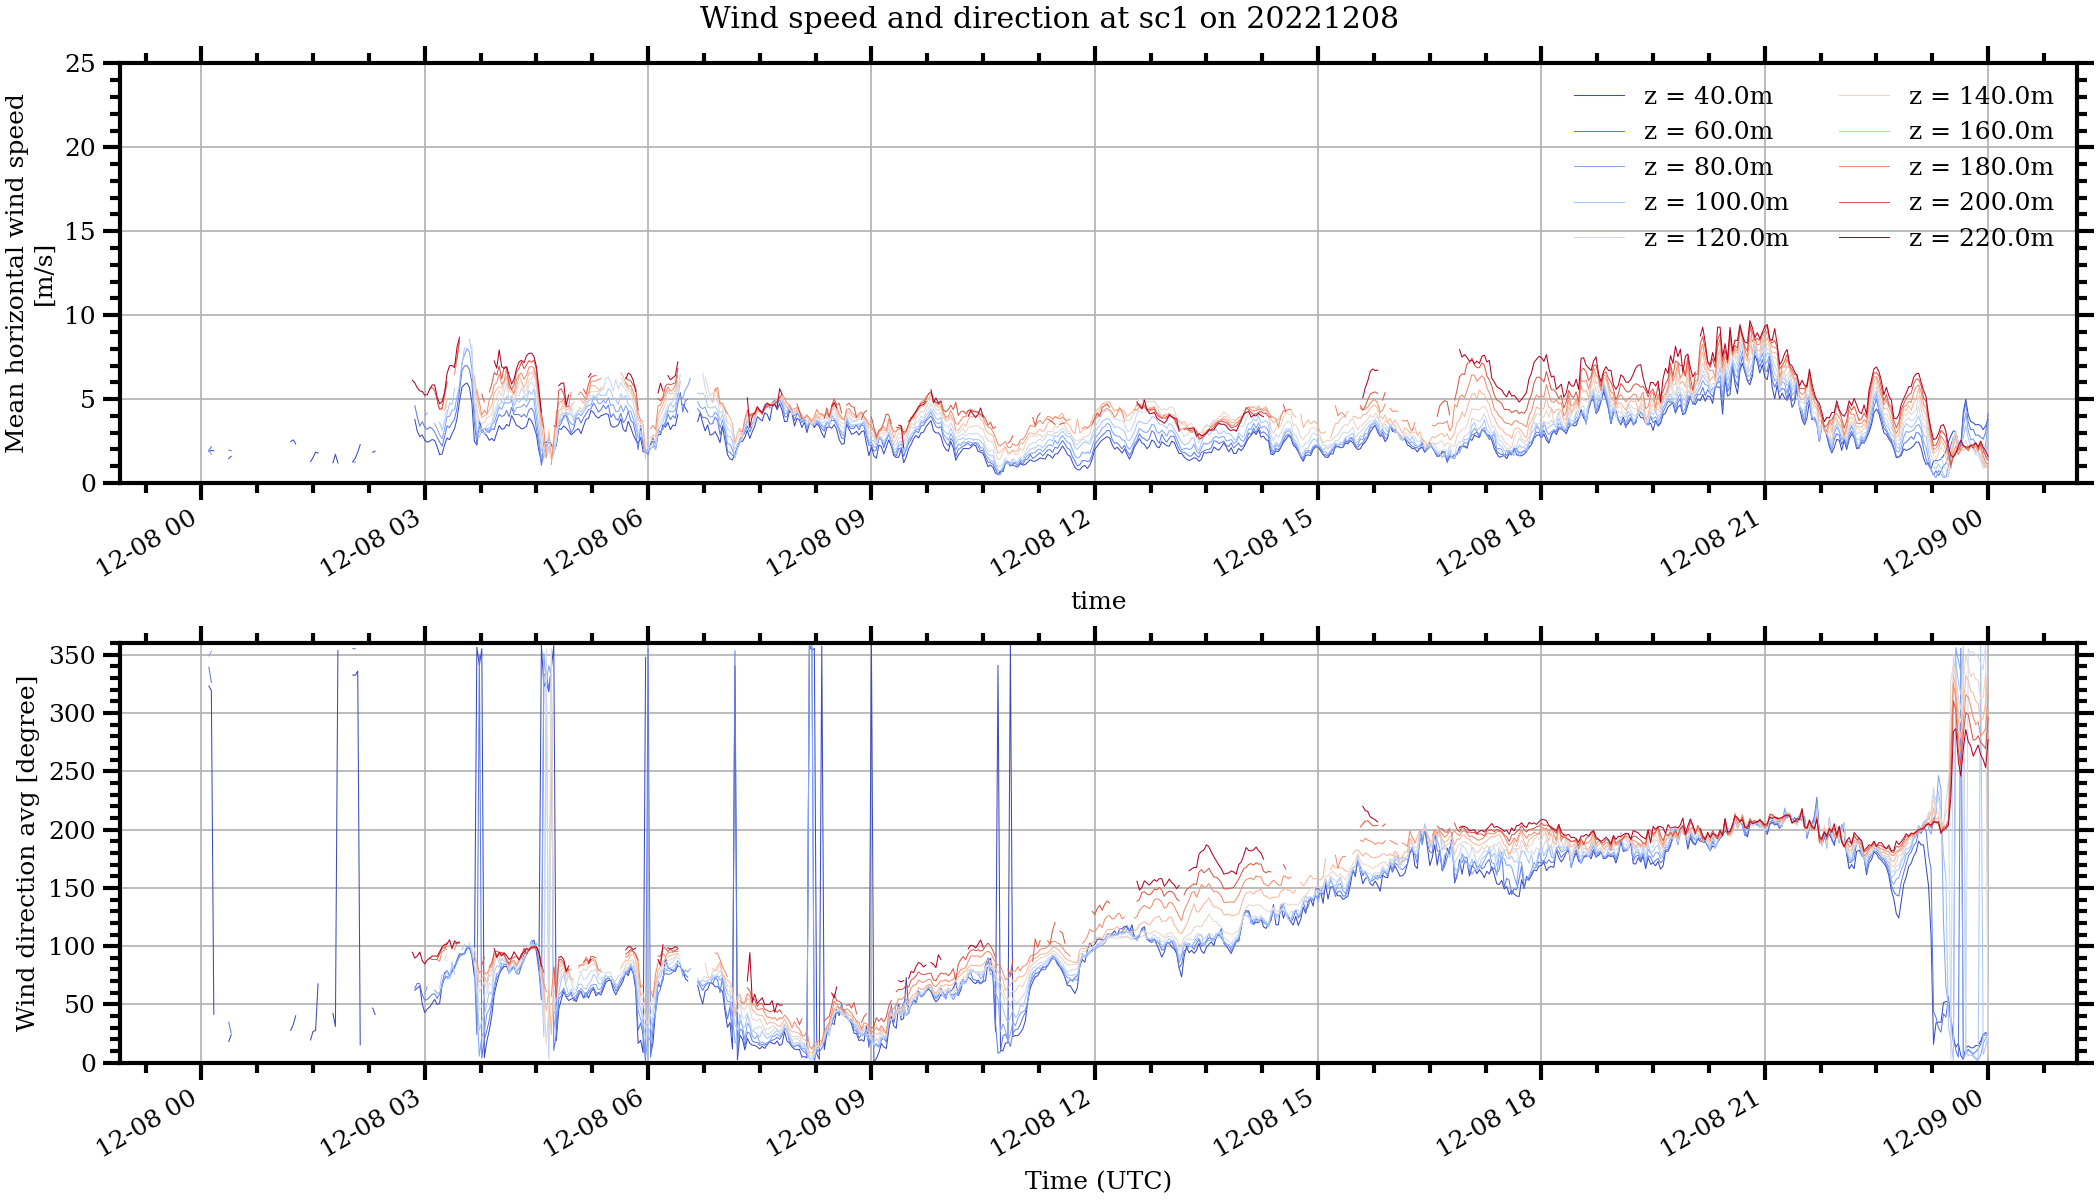 Wind speed and direction at sc1 on 20221208
Mean horizontal wind speed
[m/s]
25
20
15
10
5
0
z = 40.0m
z = 60.0m
z = 80.0m
z = 100.0m
z = 120.0m
z = 140.0m
z = 160.0m
z = 180.0m
z = 200.0m
z = 220.0m
12-08 00
12-08 03
12-08 06
12-08 09
12-08 12
12-08 15
12-08 18
12-08 21
12-09 00
time
Wind direction avg [degree]
350
300
250
200
150
100
50
0
12-08 00
12-08 03
12-08 06
12-08 09
12-08 12
12-08 15
12-08 18
12-08 21
12-09 00
Time (UTC)